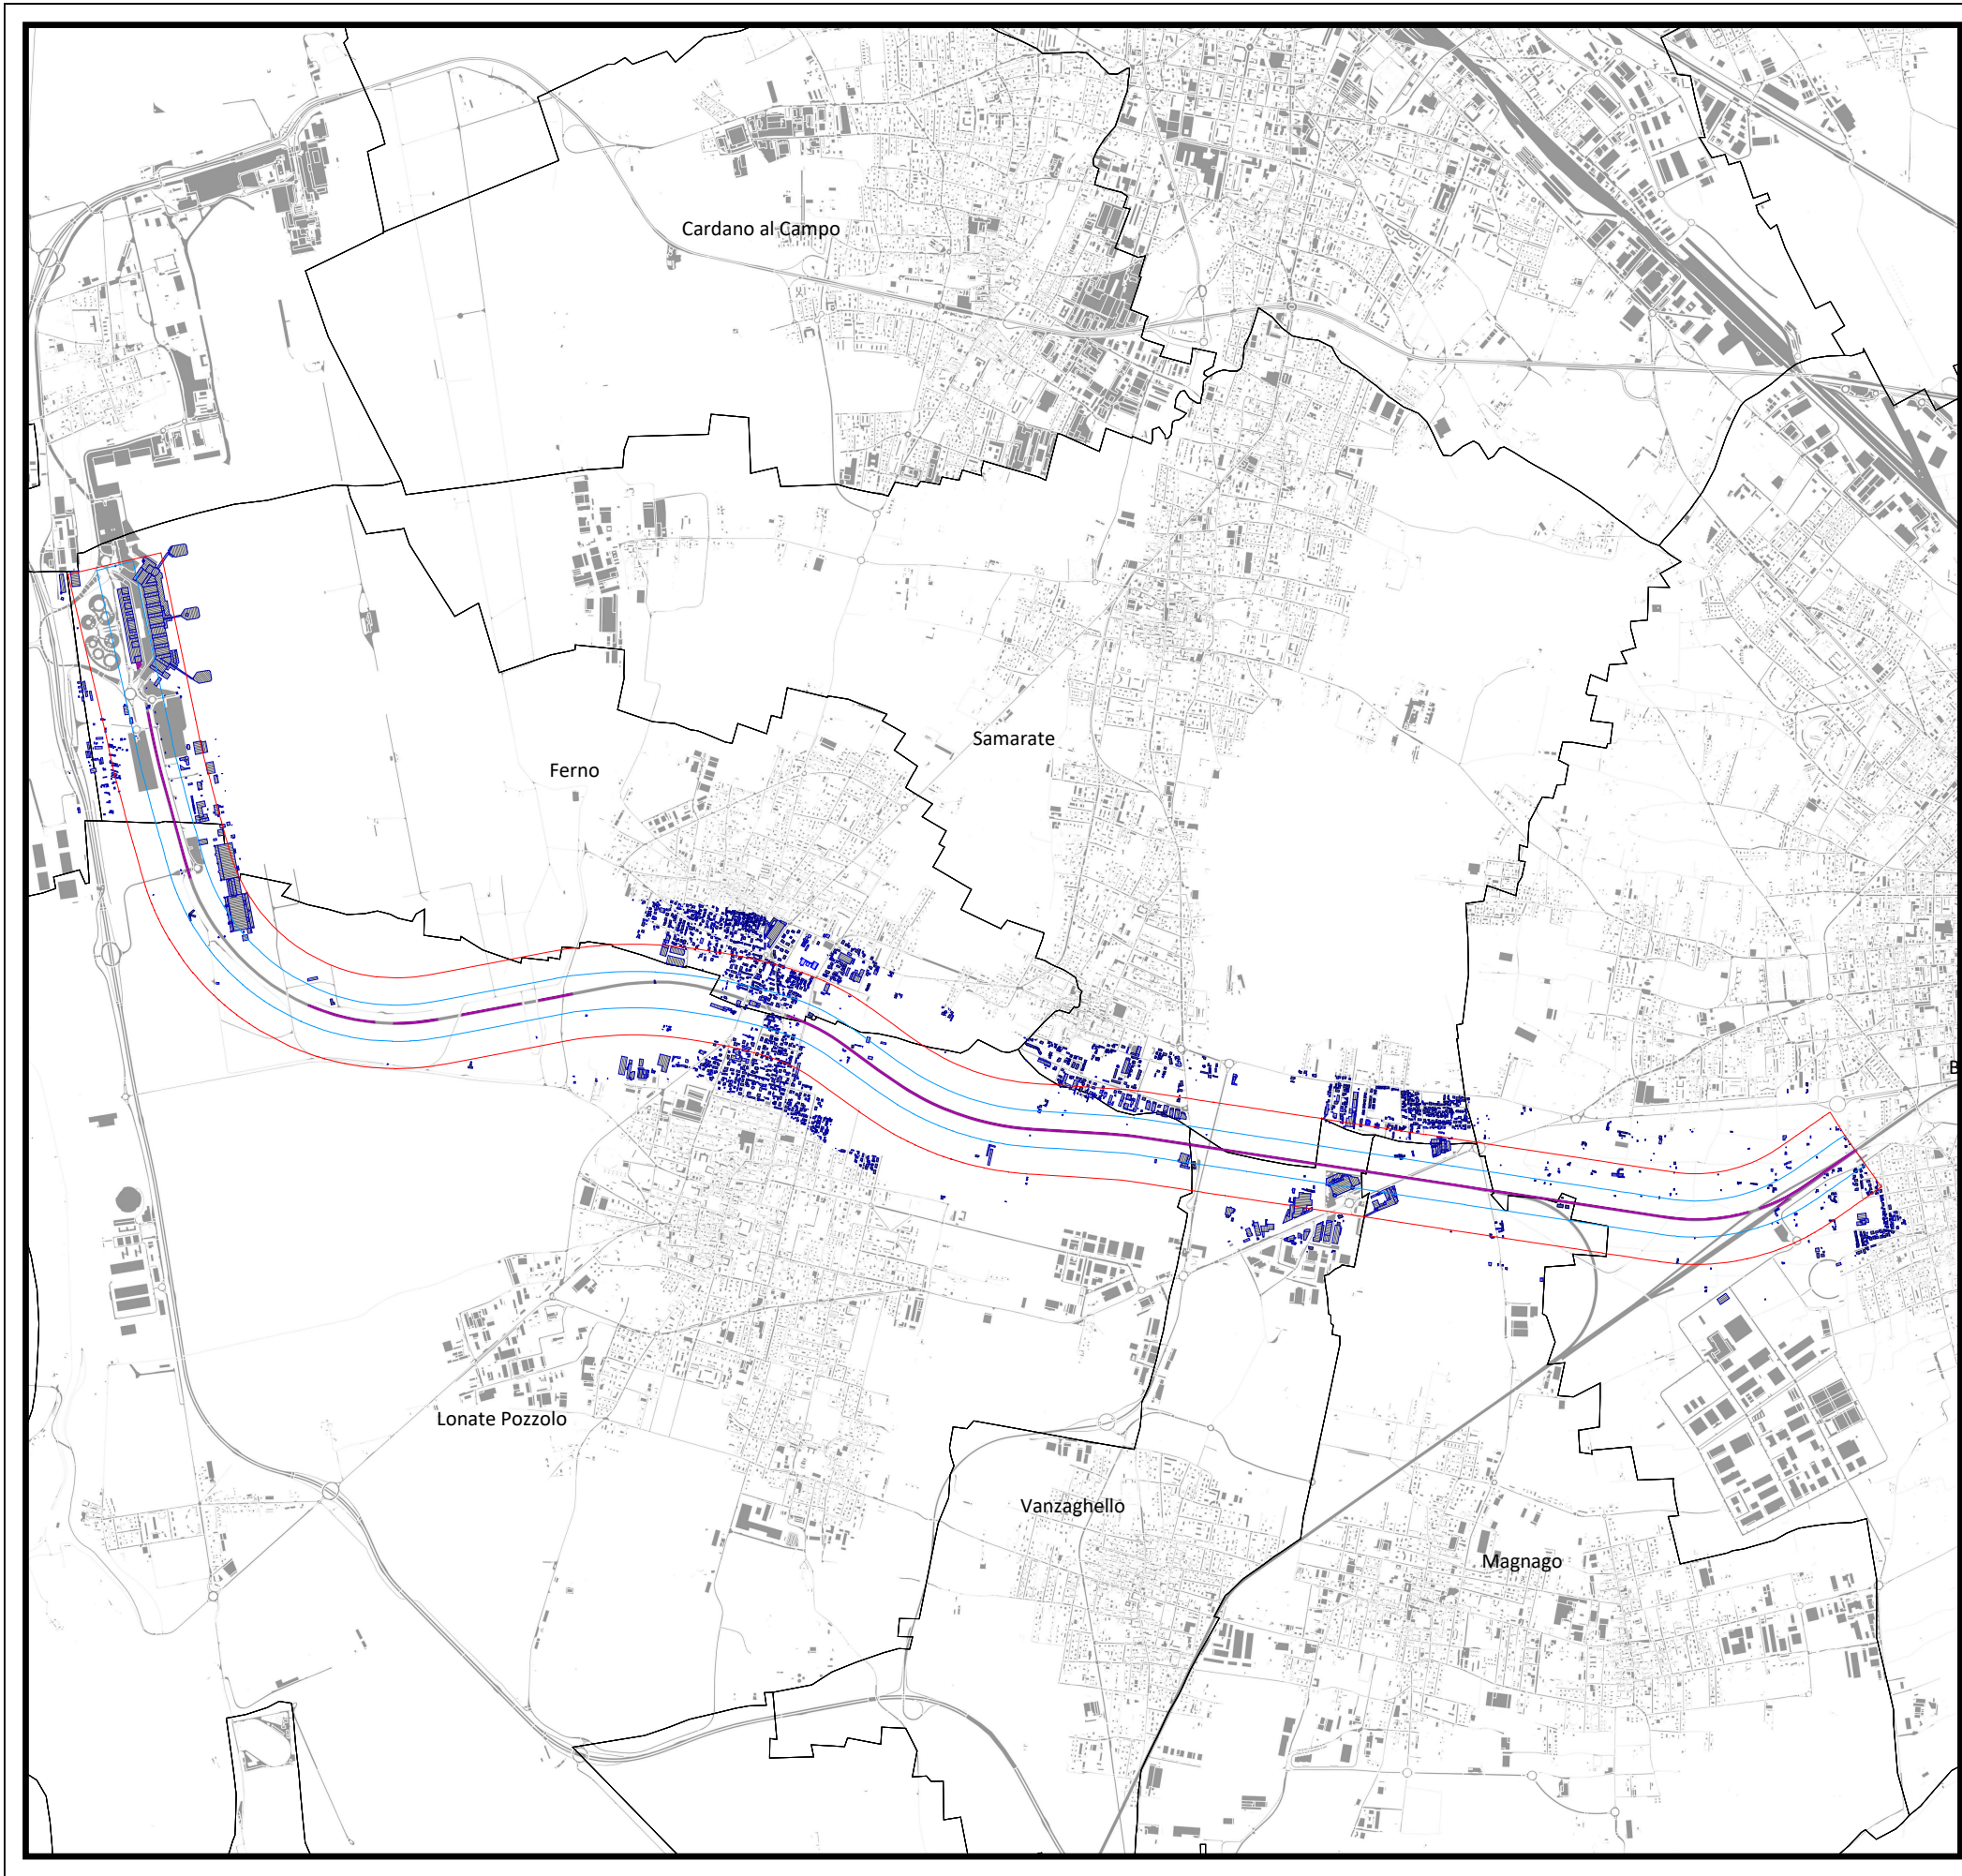 Cardano al Campo
Samarate
Ferno
B
Lonate Pozzolo
Vanzaghello
Magnago